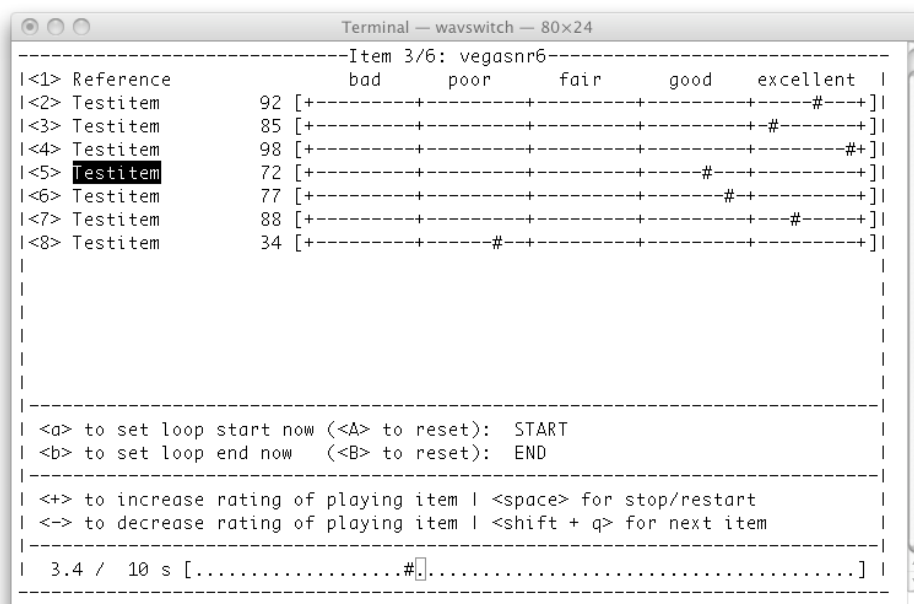 Terminal — wavswitch — 80×24
------------------------------Item 3/6: vegasnr6-------------------------------
|<1> Reference                bad      poor      fair      good    excellent  |
|<2> Testitem         92 [+---------+---------+---------+---------+-----#---+]|
|<3> Testitem         85 [+---------+---------+---------+---------+-#-------+]|
|<4> Testitem         98 [+---------+---------+---------+---------+--------#+]|
|<5> Testitem         72 [+---------+---------+---------+-----#---+---------+]|
|<6> Testitem         77 [+---------+---------+---------+-------#-+---------+]|
|<7> Testitem         88 [+---------+---------+---------+---------+---#-----+]|
|<8> Testitem         34 [+---------+------#--+---------+---------+---------+]|
|-----------------------------------------------------------------------------|
| <a> to set loop start now (<A> to reset):  START                            |
| <b> to set loop end now   (<B> to reset):  END                              |
|-----------------------------------------------------------------------------|
| <+> to increase rating of playing item | <space> for stop/restart           |
| <-> to decrease rating of playing item | <shift + q> for next item          |
|-----------------------------------------------------------------------------|
|  3.4 /  10 s [...................#........................................] |
-------------------------------------------------------------------------------